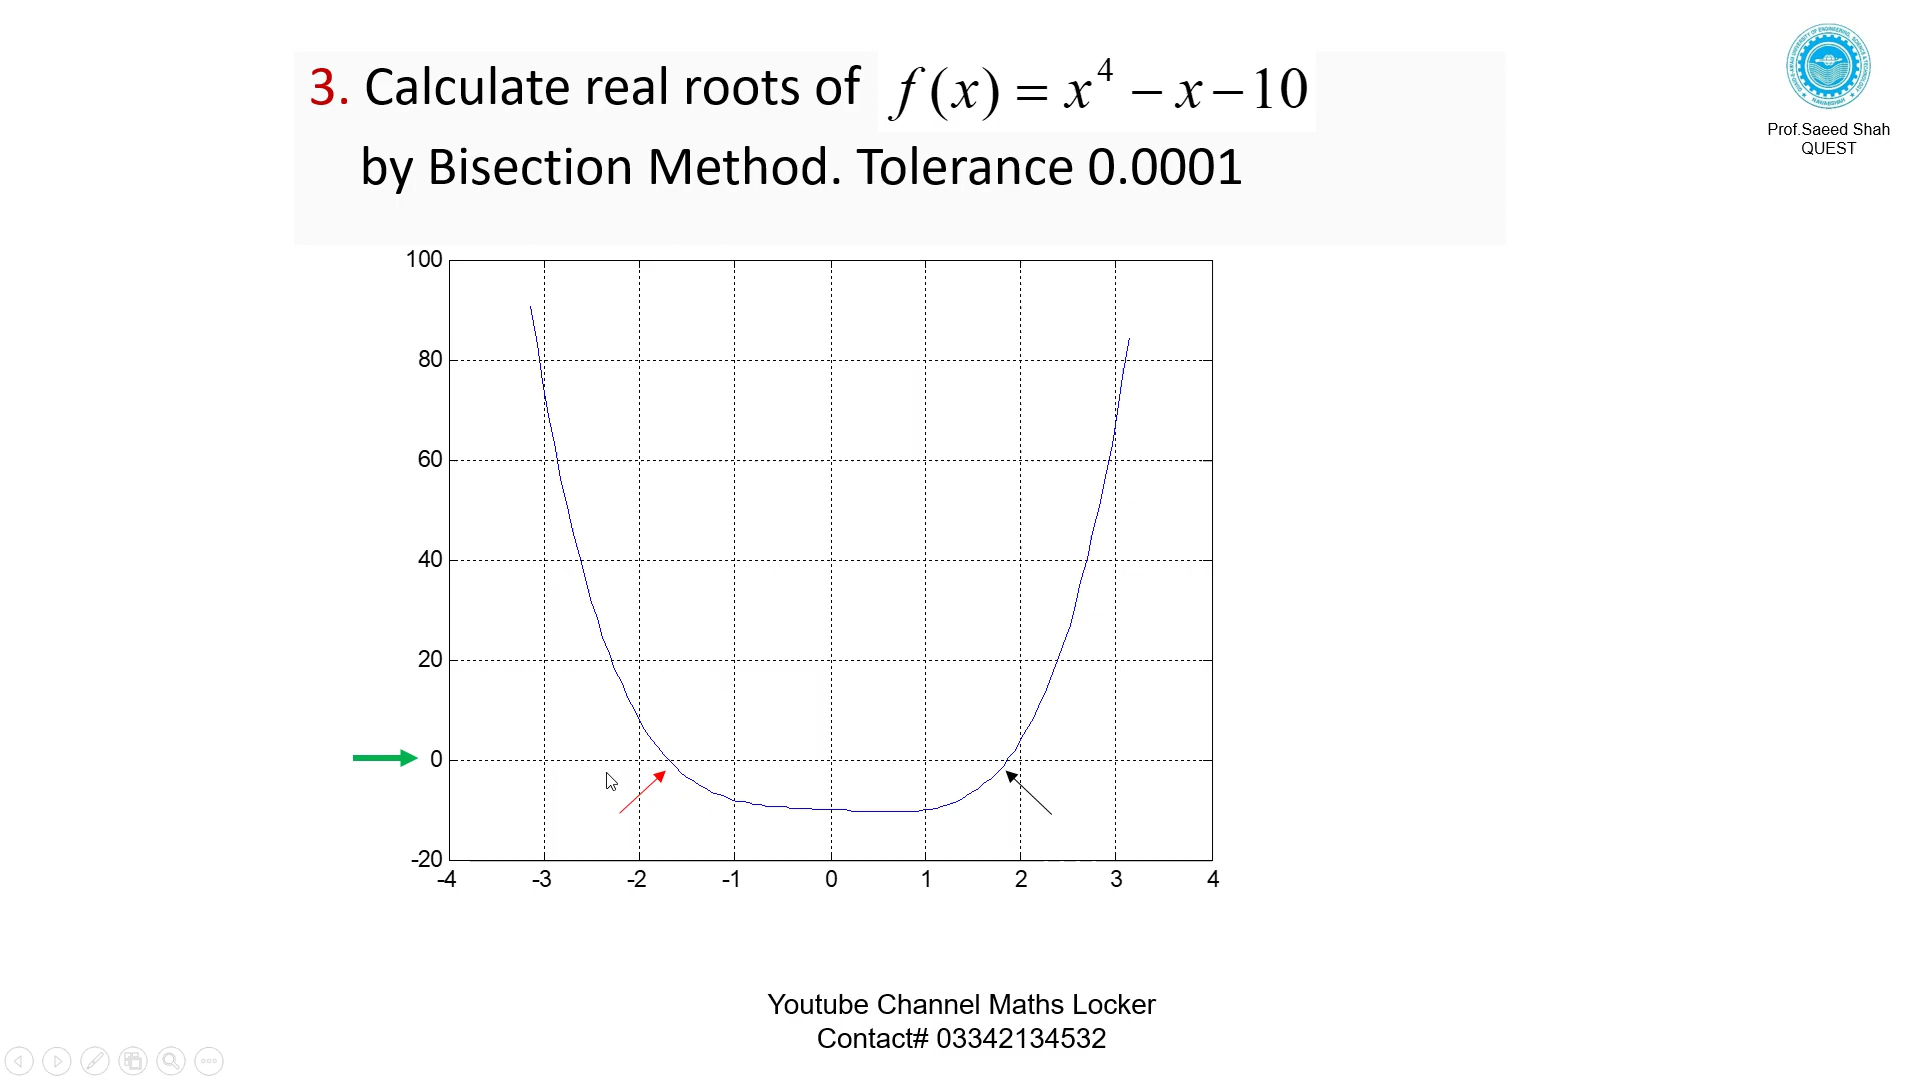 3. Calculate real roots of f(x) = x⁴ − x − 10
by Bisection Method. Tolerance 0.0001
Prof.Saeed Shah
QUEST
100
80
60
40
20
0
-20
-4 -3 -2 -1 0 1 2 3 4
Youtube Channel Maths Locker
Contact# 03342134532